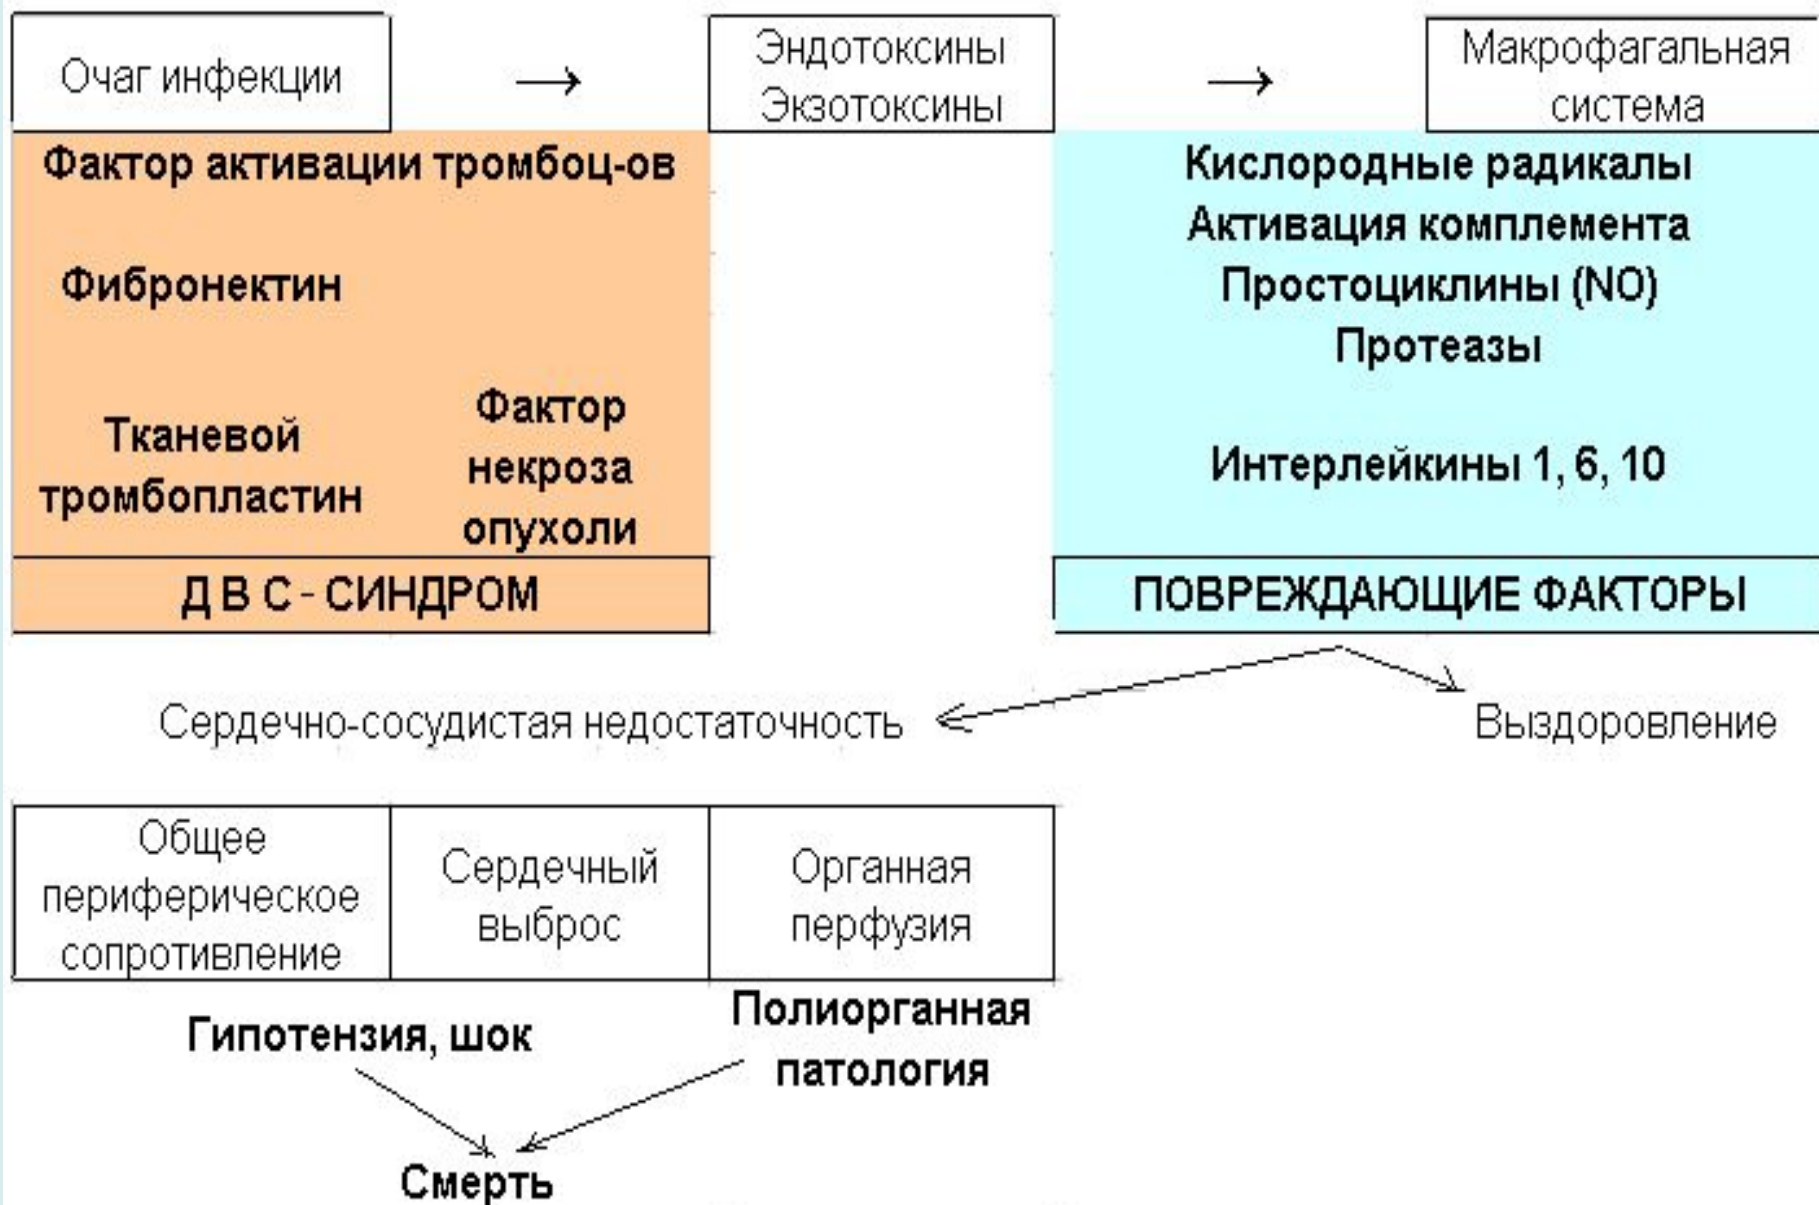 Очаг инфекции
→
Эндотоксины
Экзотоксины
→
Макрофагальная
система
Фактор активации тромбоц-ов
Фибронектин
Тканевой
тромбопластин
Фактор
некроза
опухоли
Д В С - СИНДРОМ
Кислородные радикалы
Активация комплемента
Простоциклины (NO)
Протеазы
Интерлейкины 1, 6, 10
ПОВРЕЖДАЮЩИЕ ФАКТОРЫ
Сердечно-сосудистая недостаточность
Выздоровление
Общее
периферическое
сопротивление
Сердечный
выброс
Органная
перфузия
Гипотензия, шок
Полиорганная
патология
Смерть